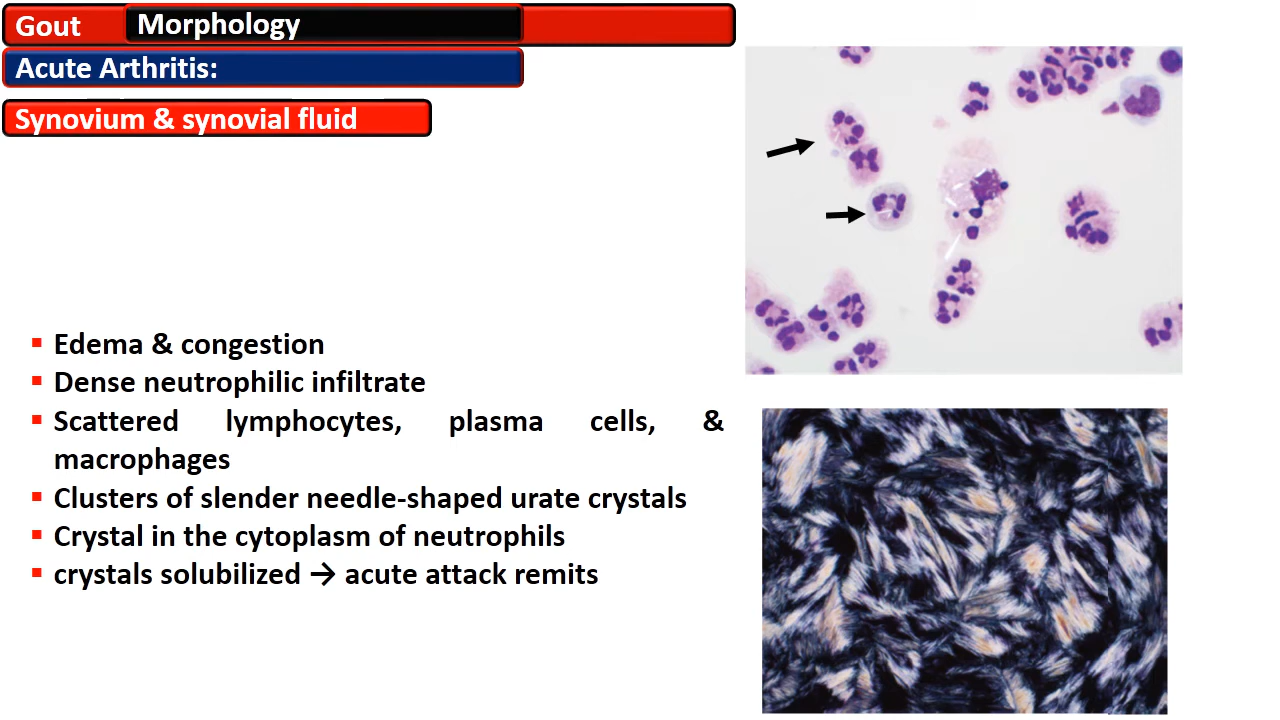 Gout
Morphology
Acute Arthritis:
Synovium & synovial fluid
▪ Edema & congestion
▪ Dense neutrophilic infiltrate
▪ Scattered lymphocytes, plasma cells, &
macrophages
▪ Clusters of slender needle-shaped urate crystals
▪ Crystal in the cytoplasm of neutrophils
▪ crystals solubilized → acute attack remits